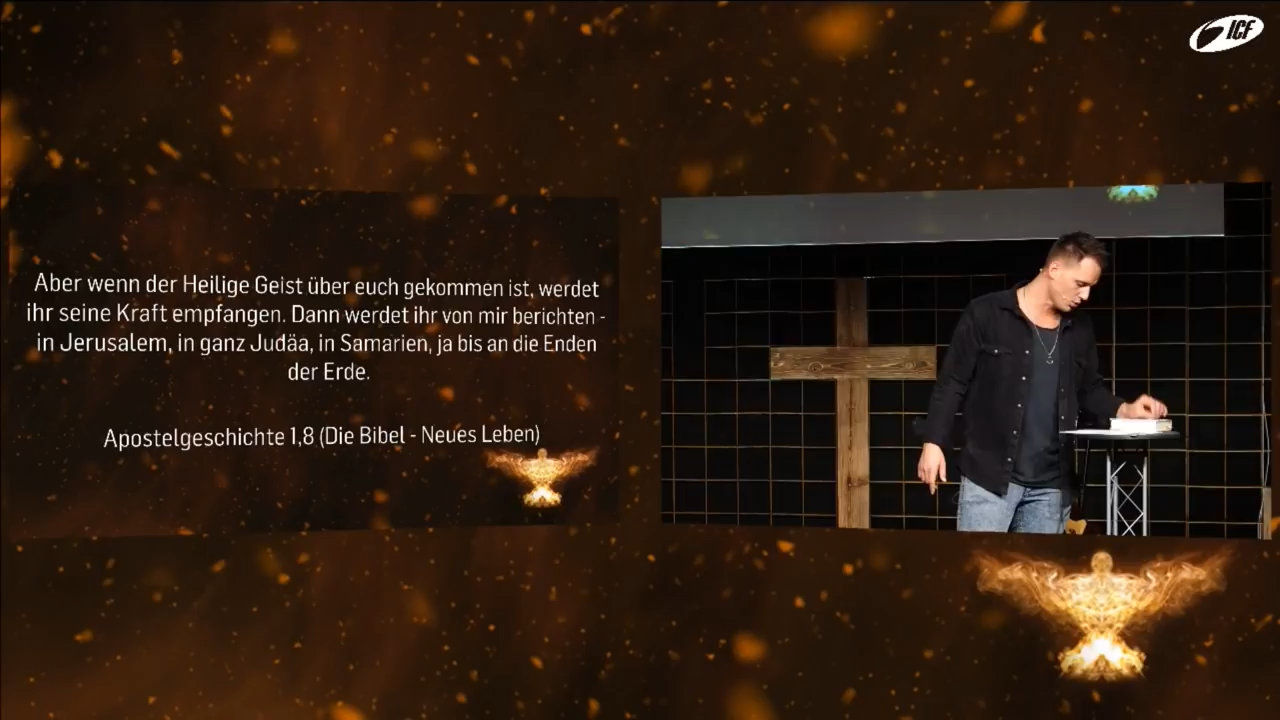 ICF
Aber wenn der Heilige Geist über euch gekommen ist, werdet
ihr seine Kraft empfangen. Dann werdet ihr von mir berichten -
in Jerusalem, in ganz Judäa, in Samarien, ja bis an die Enden
der Erde.
Apostelgeschichte 1,8 (Die Bibel - Neues Leben)